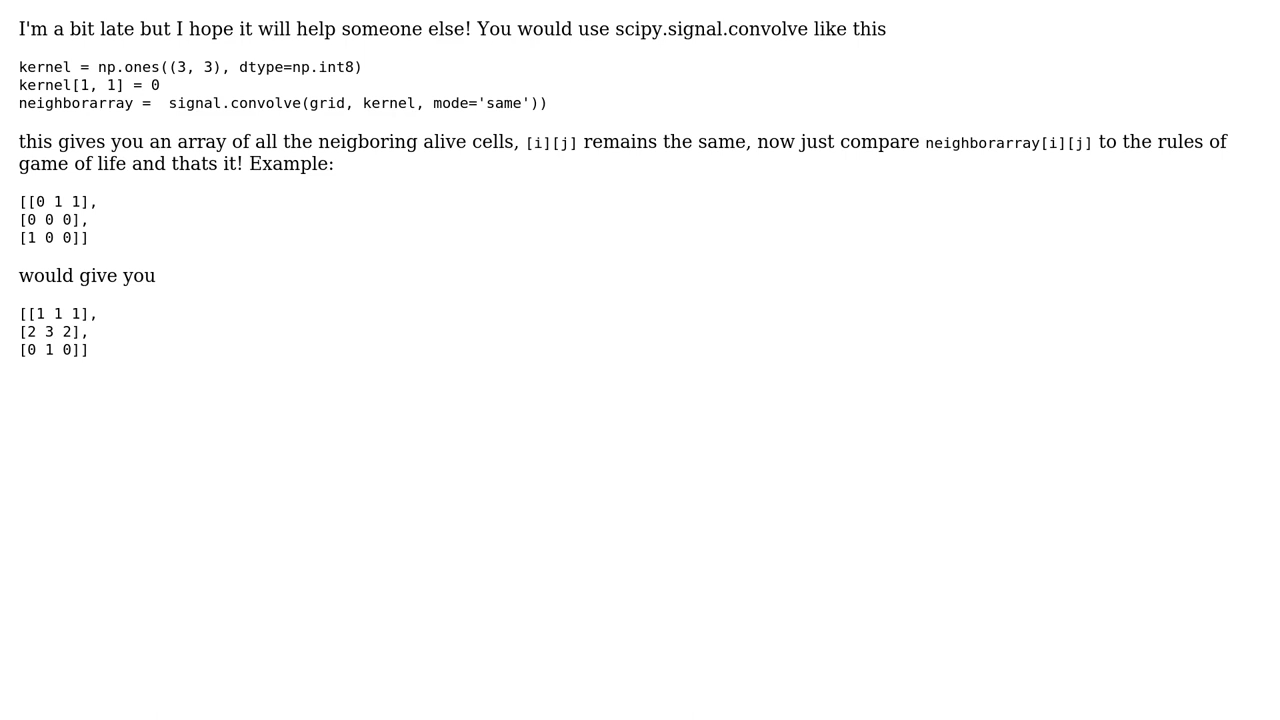 I'm a bit late but I hope it will help someone else! You would use scipy.signal.convolve like this
kernel = np.ones((3, 3), dtype=np.int8)
kernel[1, 1] = 0
neighborarray =  signal.convolve(grid, kernel, mode='same'))
this gives you an array of all the neigboring alive cells, [i][j] remains the same, now just compare neighborarray[i][j] to the rules of
game of life and thats it! Example:
[[0 1 1],
[0 0 0],
[1 0 0]]
would give you
[[1 1 1],
[2 3 2],
[0 1 0]]